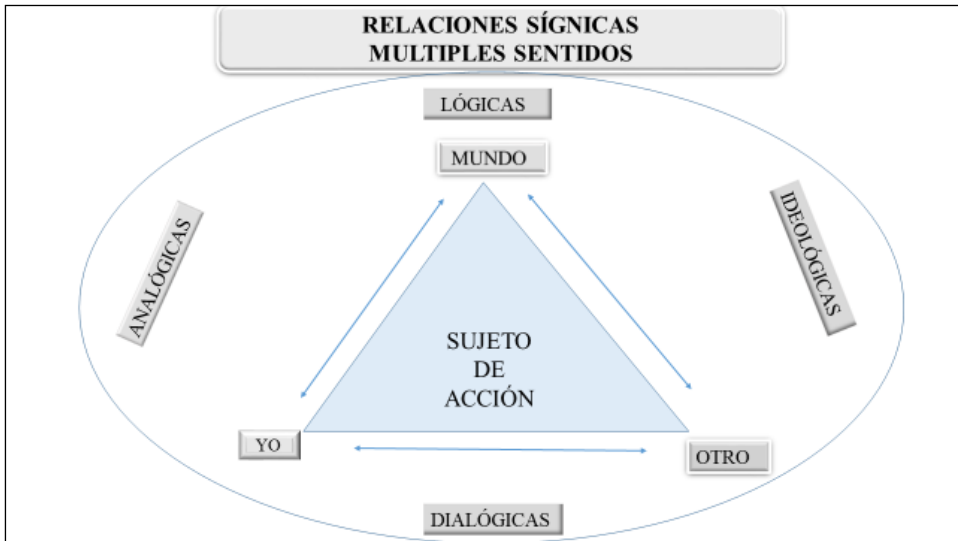 RELACIONES SÍGNICAS
MULTIPLES SENTIDOS
LÓGICAS
MUNDO
ANALÓGICAS
IDEOLÓGICAS
SUJETO
DE
ACCIÓN
YO
OTRO
DIALÓGICAS